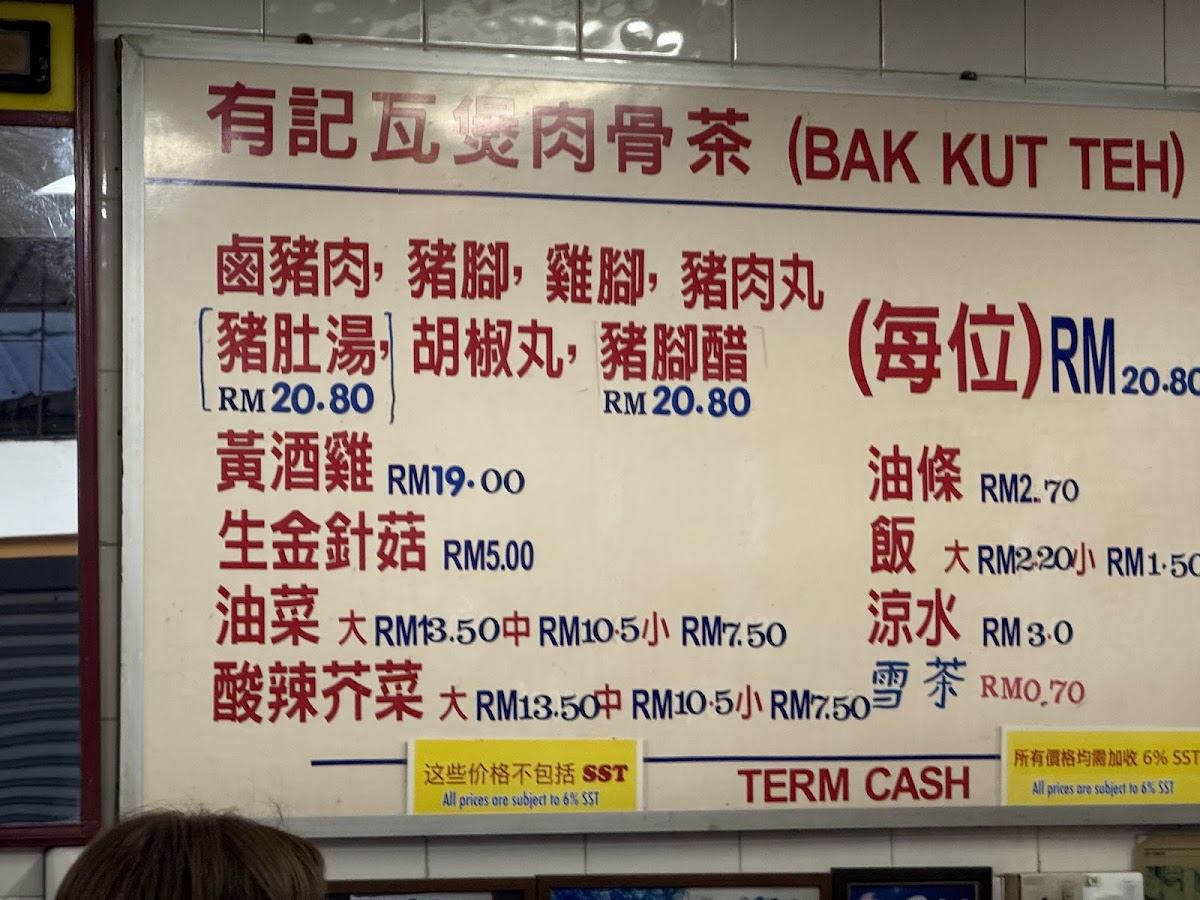 有記瓦煲肉骨茶 (BAK KUT TEH)
鹵豬肉, 豬腳, 雞腳, 豬肉丸
豬肚湯, 胡椒丸, 豬腳醋
RM 20.80 RM 20.80
(每位) RM 20.80
黃酒雞 RM19.00
生金針菇 RM5.00
油菜 大 RM13.50 中 RM10.5 小 RM7.50
酸辣芥菜 大 RM13.50 中 RM10.5 小 RM7.50
油條 RM2.70
飯 大 RM2.20 小 RM1.50
涼水 RM 3.0
雪茶 RM0.70
这些价格不包括 SST
All prices are subject to 6% SST
TERM CASH
所有價格均需加收 6% SST
All prices are subject to 6% SST